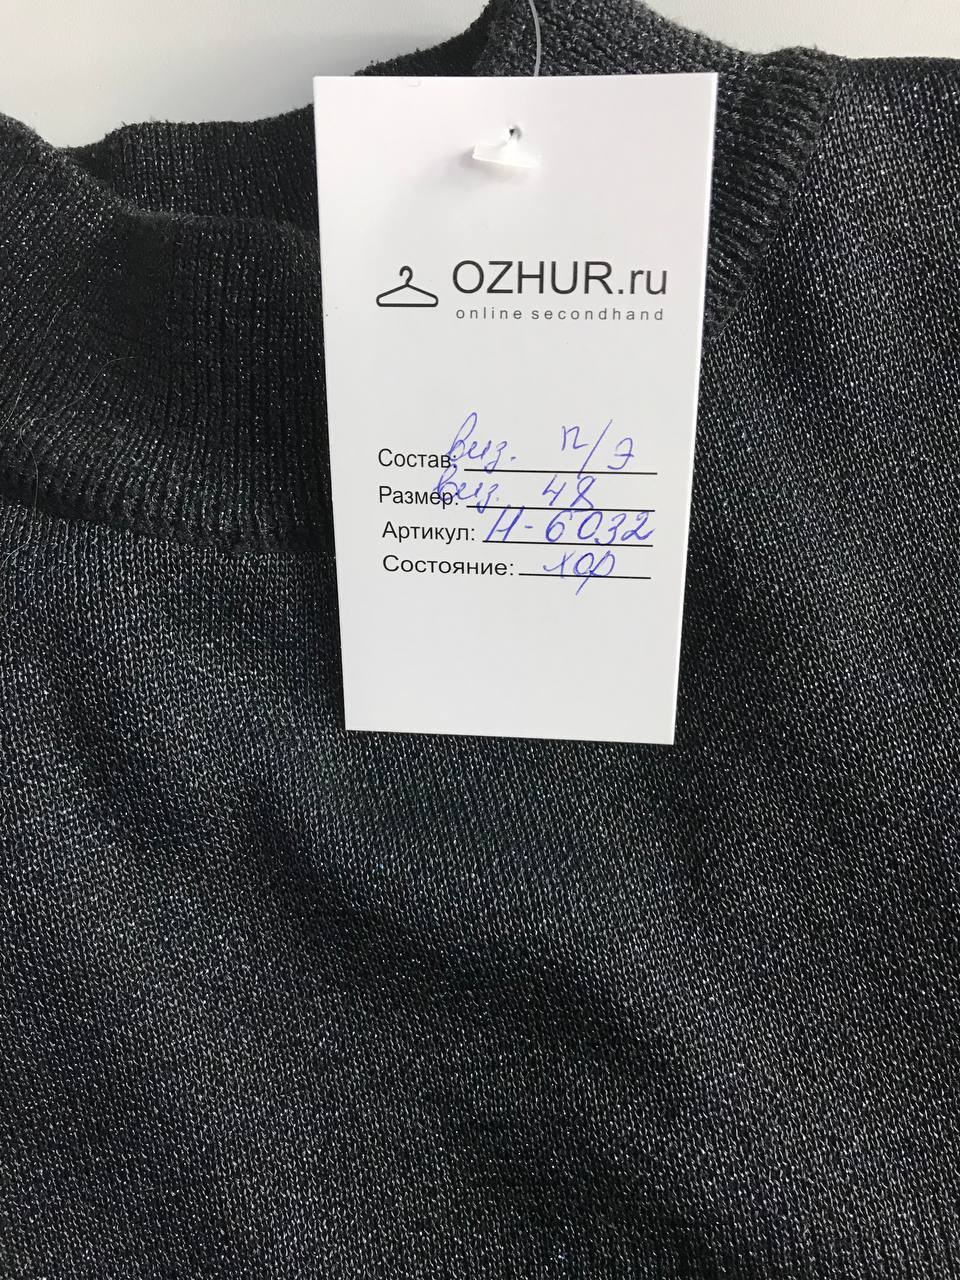 OZHUR.ru
online secondhand
Состав: виз. п/э
Размер: виз. 48
Артикул: Н-6032
Состояние: хор